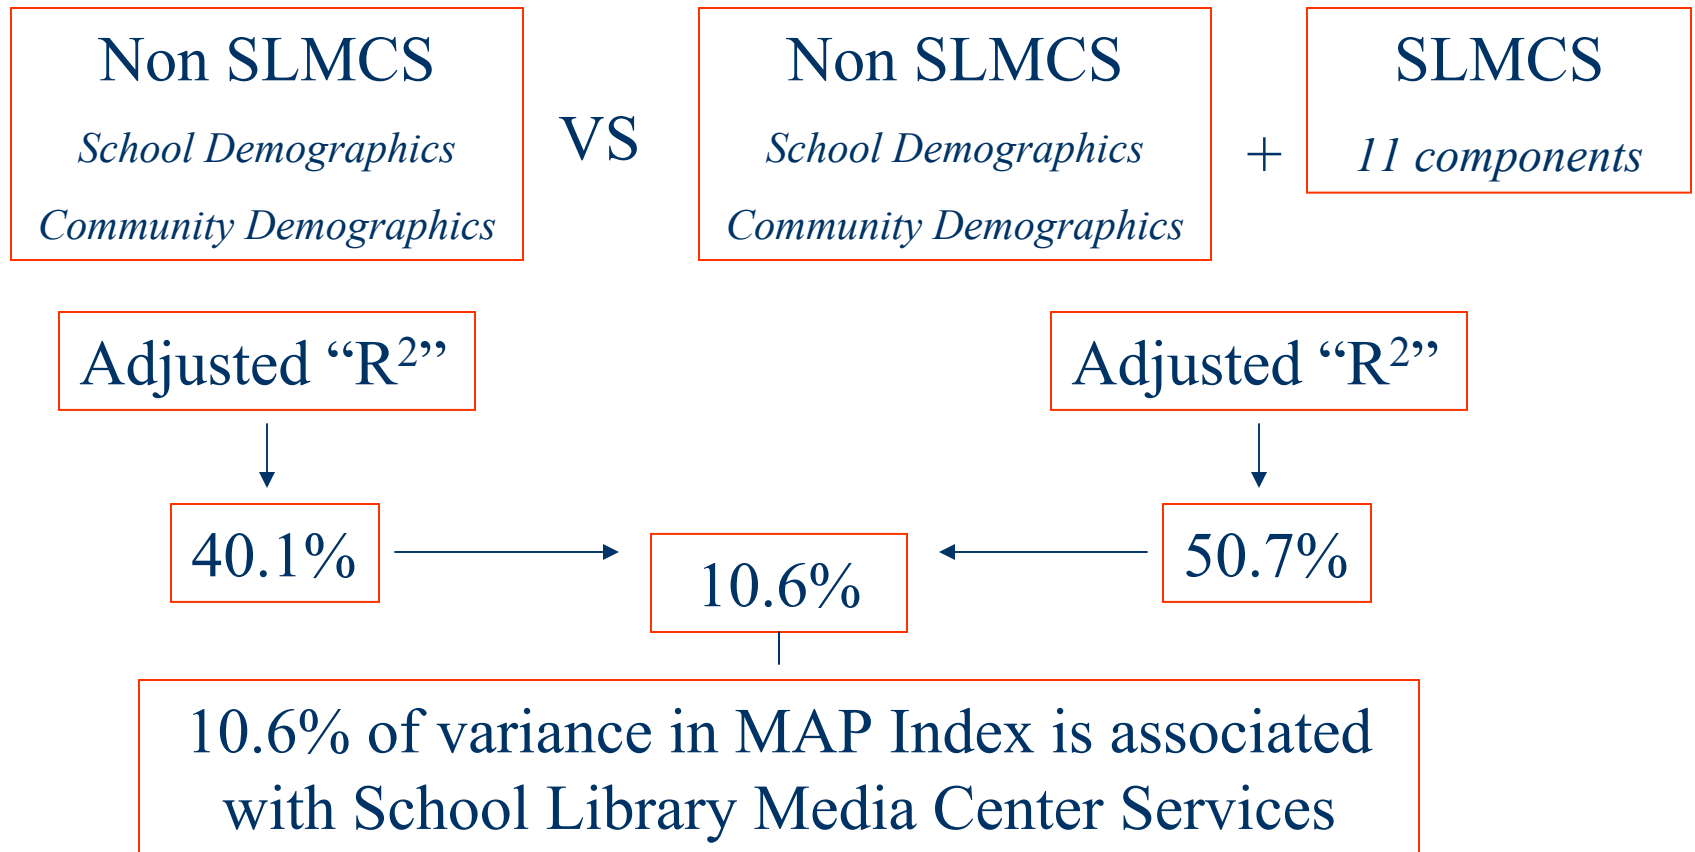 Non SLMCS
School Demographics
Community Demographics
VS
Non SLMCS
School Demographics
Community Demographics
+
SLMCS
11 components
Adjusted “R²”
Adjusted “R²”
40.1%
10.6%
50.7%
10.6% of variance in MAP Index is associated
with School Library Media Center Services